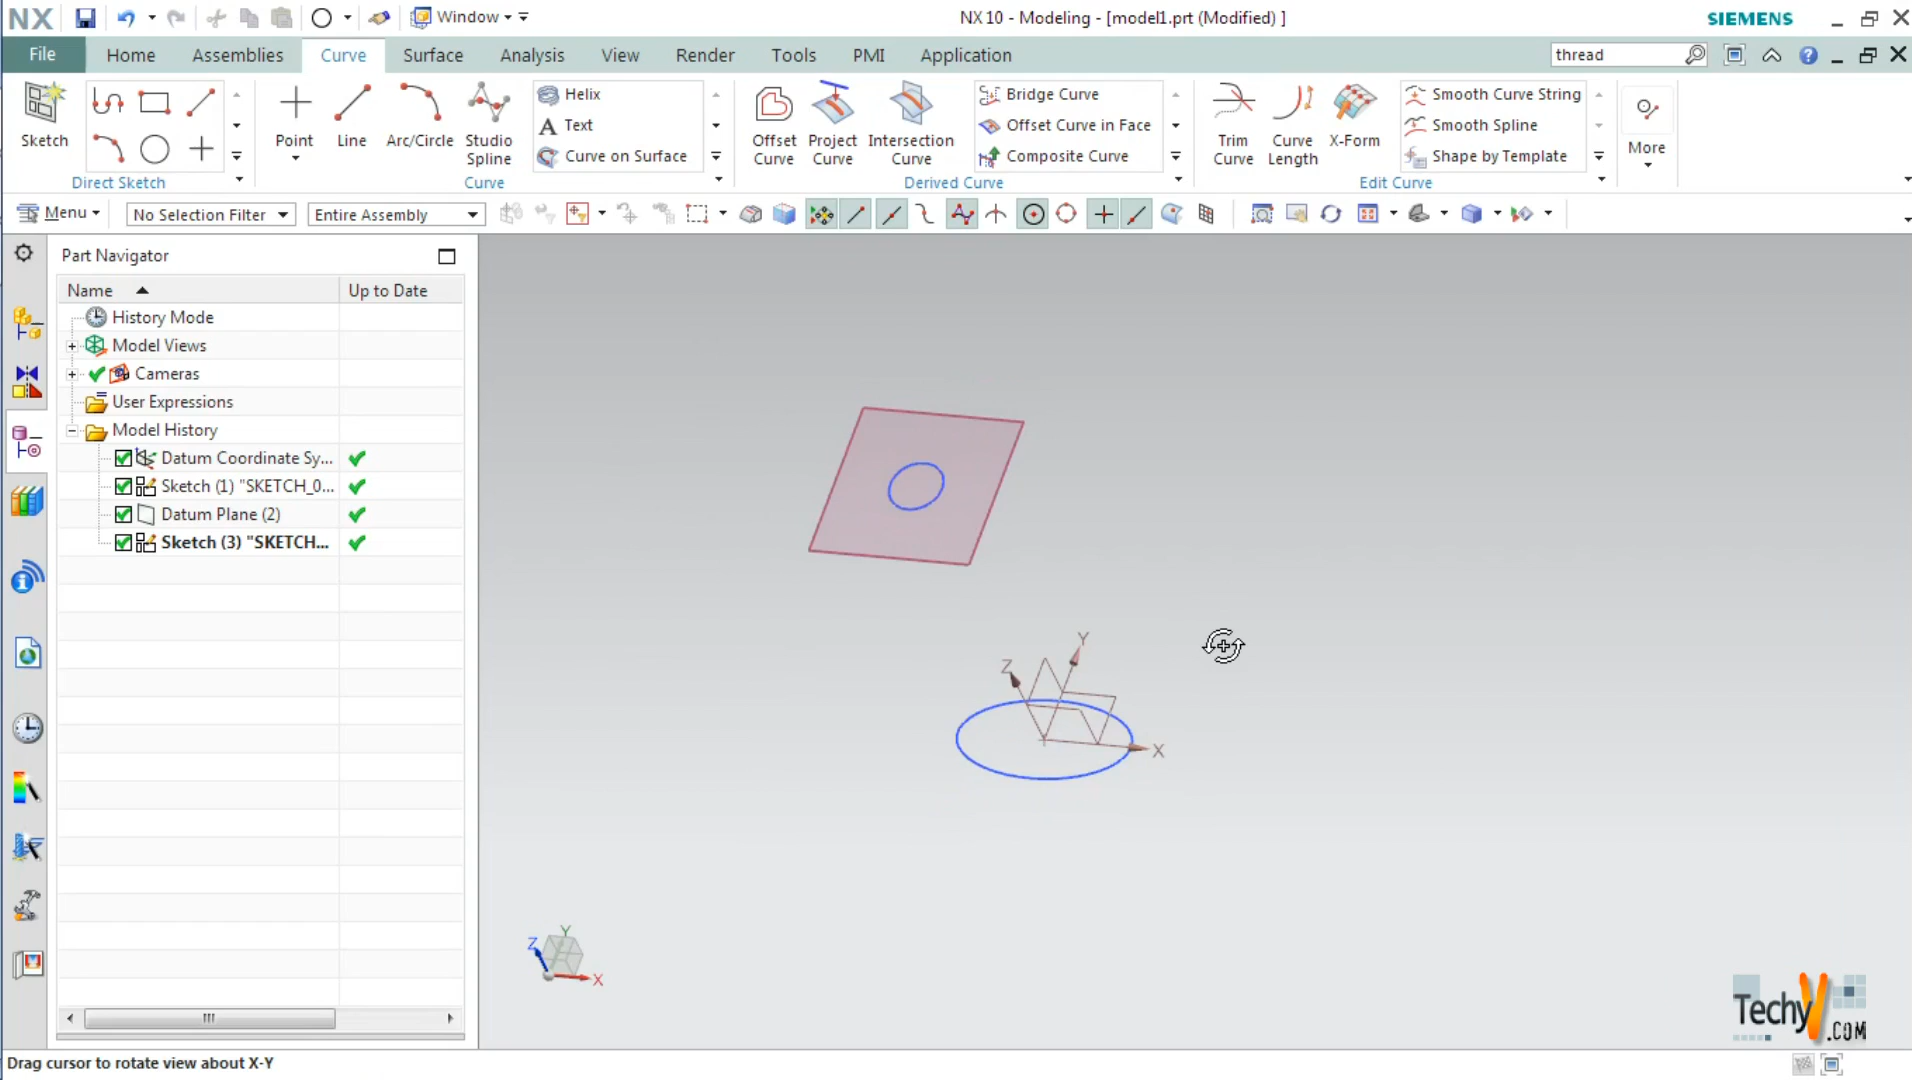 NX
Window
NX 10 - Modeling - [model1.prt (Modified) ]
SIEMENS
File
Home
Assemblies
Curve
Surface
Analysis
View
Render
Tools
PMI
Application
thread
Sketch
Direct Sketch
Point
Line
Arc/Circle
Studio
Spline
Helix
Text
Curve on Surface
Curve
Offset
Curve
Project
Curve
Intersection
Curve
Bridge Curve
Offset Curve in Face
Composite Curve
Derived Curve
Trim
Curve
Curve
Length
X-Form
Smooth Curve String
Smooth Spline
Shape by Template
Edit Curve
More
Menu
No Selection Filter
Entire Assembly
Part Navigator
Name
Up to Date
History Mode
Model Views
Cameras
User Expressions
Model History
Datum Coordinate Sy...
Sketch (1) "SKETCH_0...
Datum Plane (2)
Sketch (3) "SKETCH...
Y
Z
X
Y
Z
X
TechyV
.COM
Drag cursor to rotate view about X-Y